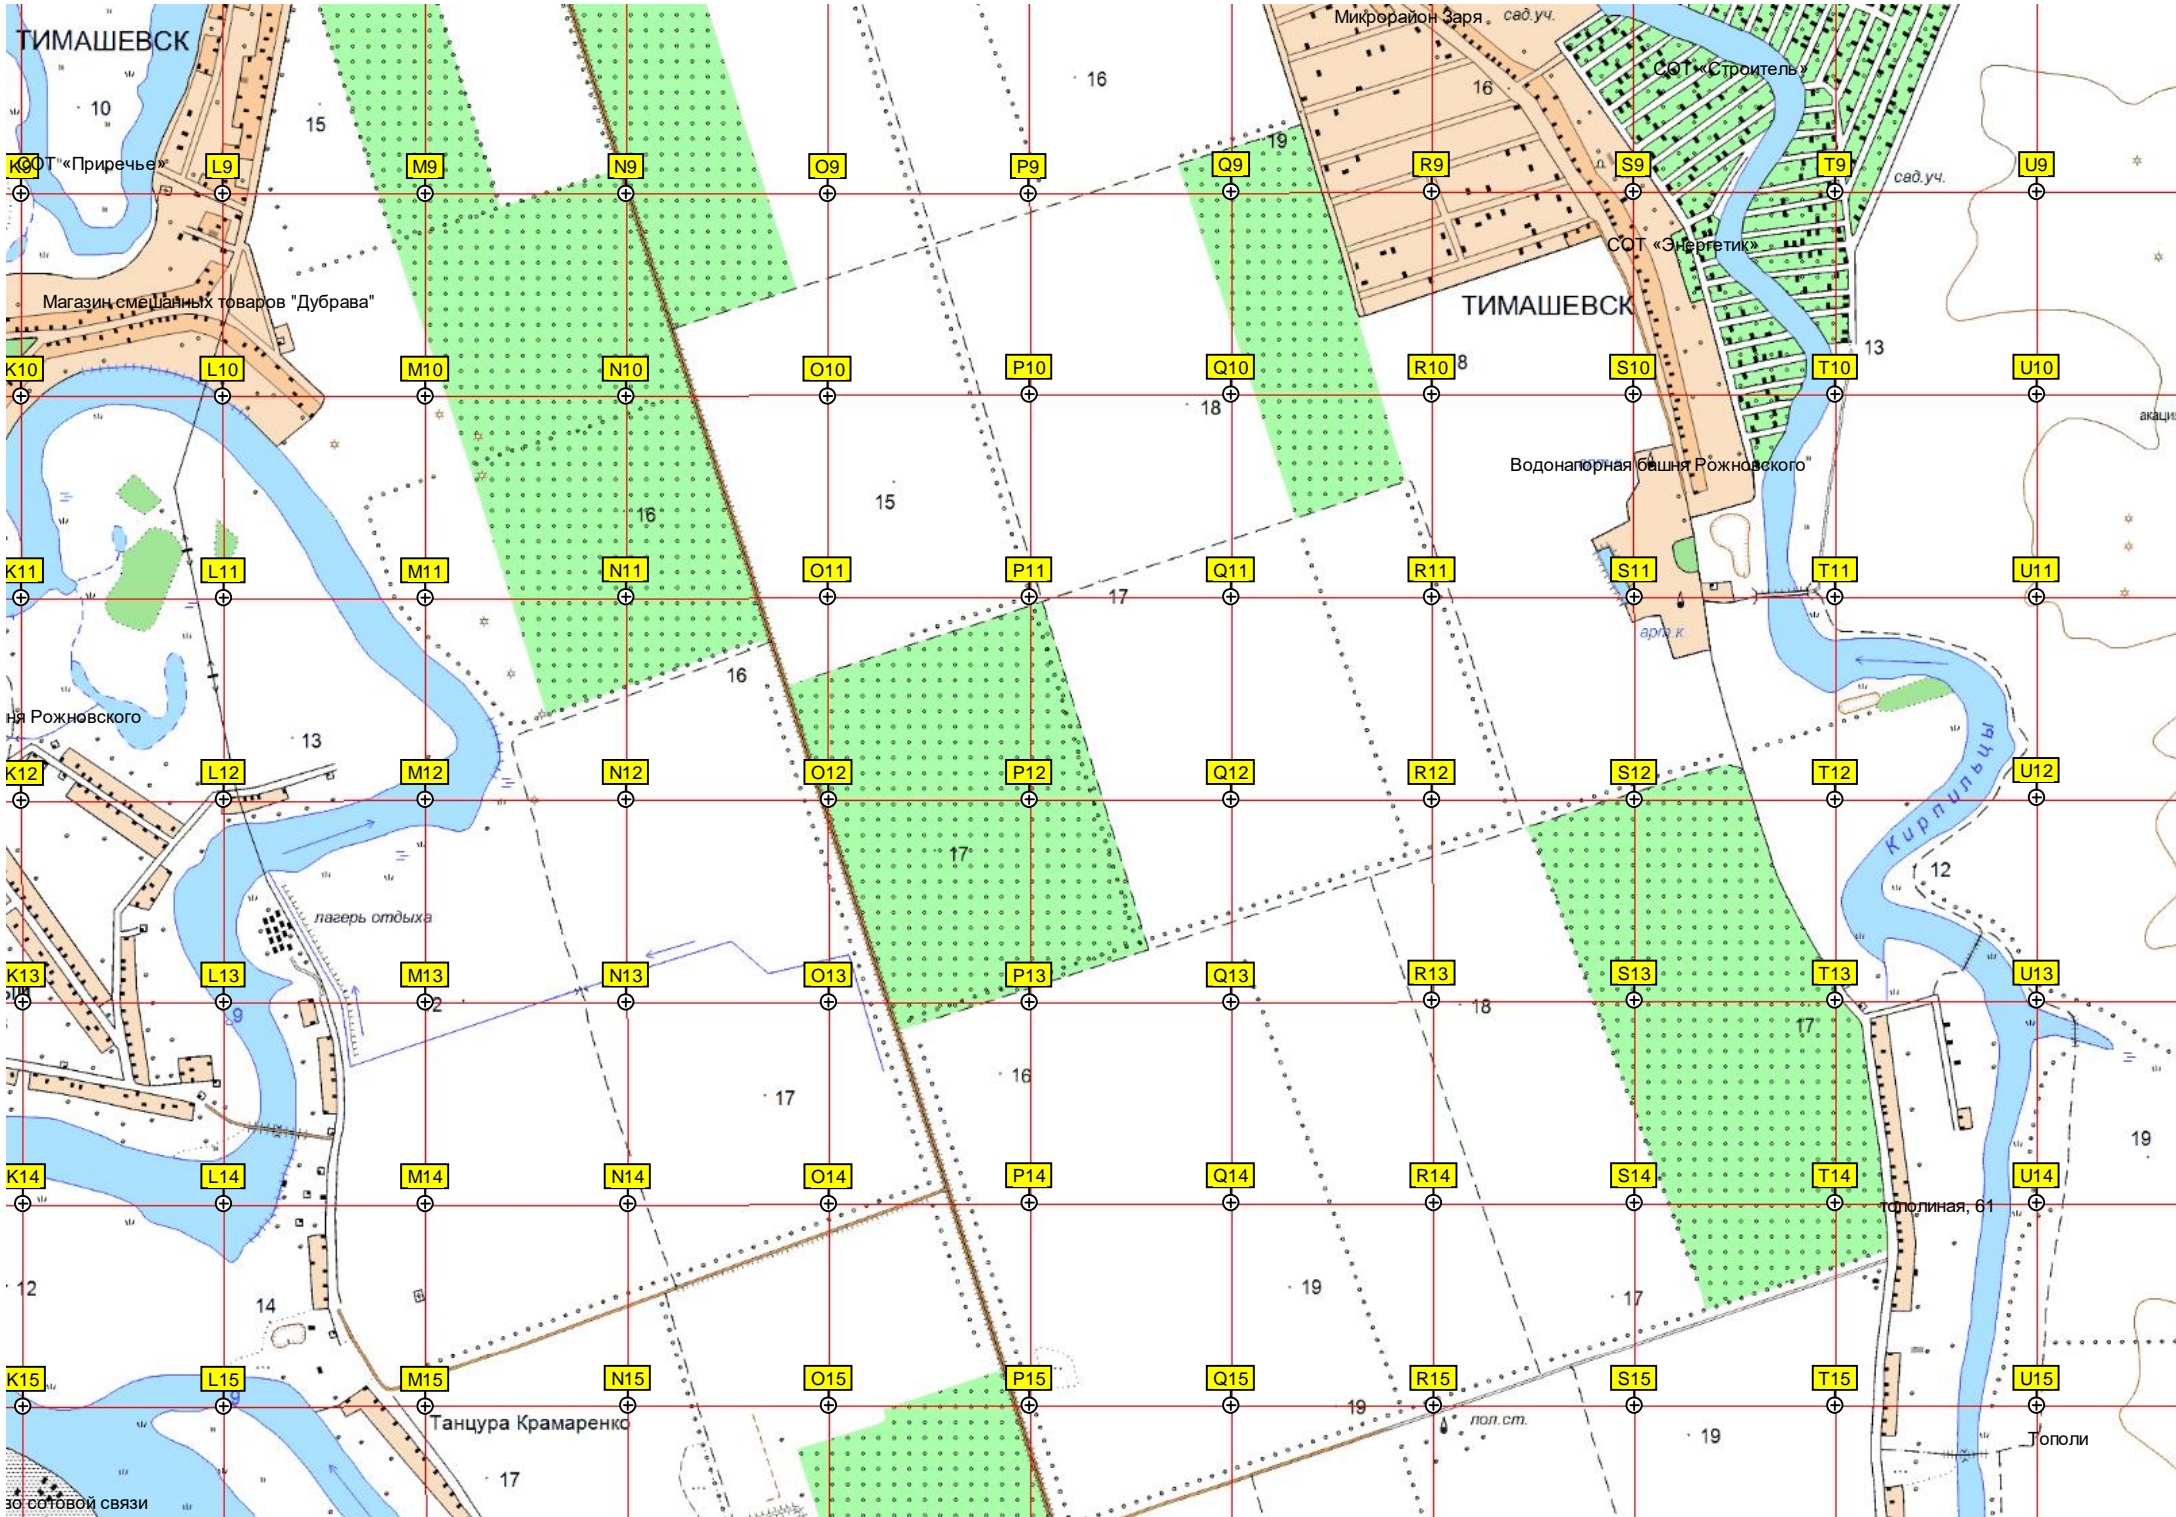 Микрорайон Заря
сад.уч.
ТИМАШЕВСК
СОТ «Строитель»
16
16
10
15
19
СОТ «Приречье»
K9
L9
M9
N9
O9
P9
Q9
R9
S9
T9
U9
сад.уч.
СОТ «Энергетик»
Магазин смешанных товаров "Дубрава"
ТИМАШЕВСК
13
K10
L10
M10
N10
O10
P10
Q10
R10
8
S10
T10
U10
18
Водонапорная башня Рожновского
15
16
K11
L11
M11
N11
O11
P11
Q11
R11
S11
T11
U11
17
арт.к
16
ня Рожновского
13
Кирпильцы
K12
L12
M12
N12
O12
P12
Q12
R12
S12
T12
U12
17
12
лагерь отдыха
K13
L13
M13
N13
O13
P13
Q13
R13
S13
T13
U13
9
2
18
17
16
17
19
K14
L14
M14
N14
O14
P14
Q14
R14
S14
T14
U14
тополиная, 61
12
14
19
17
K15
L15
M15
N15
O15
P15
Q15
R15
S15
T15
U15
9
19
Танцура Крамаренко
пол.ст.
19
Тополи
17
во сотовой связи